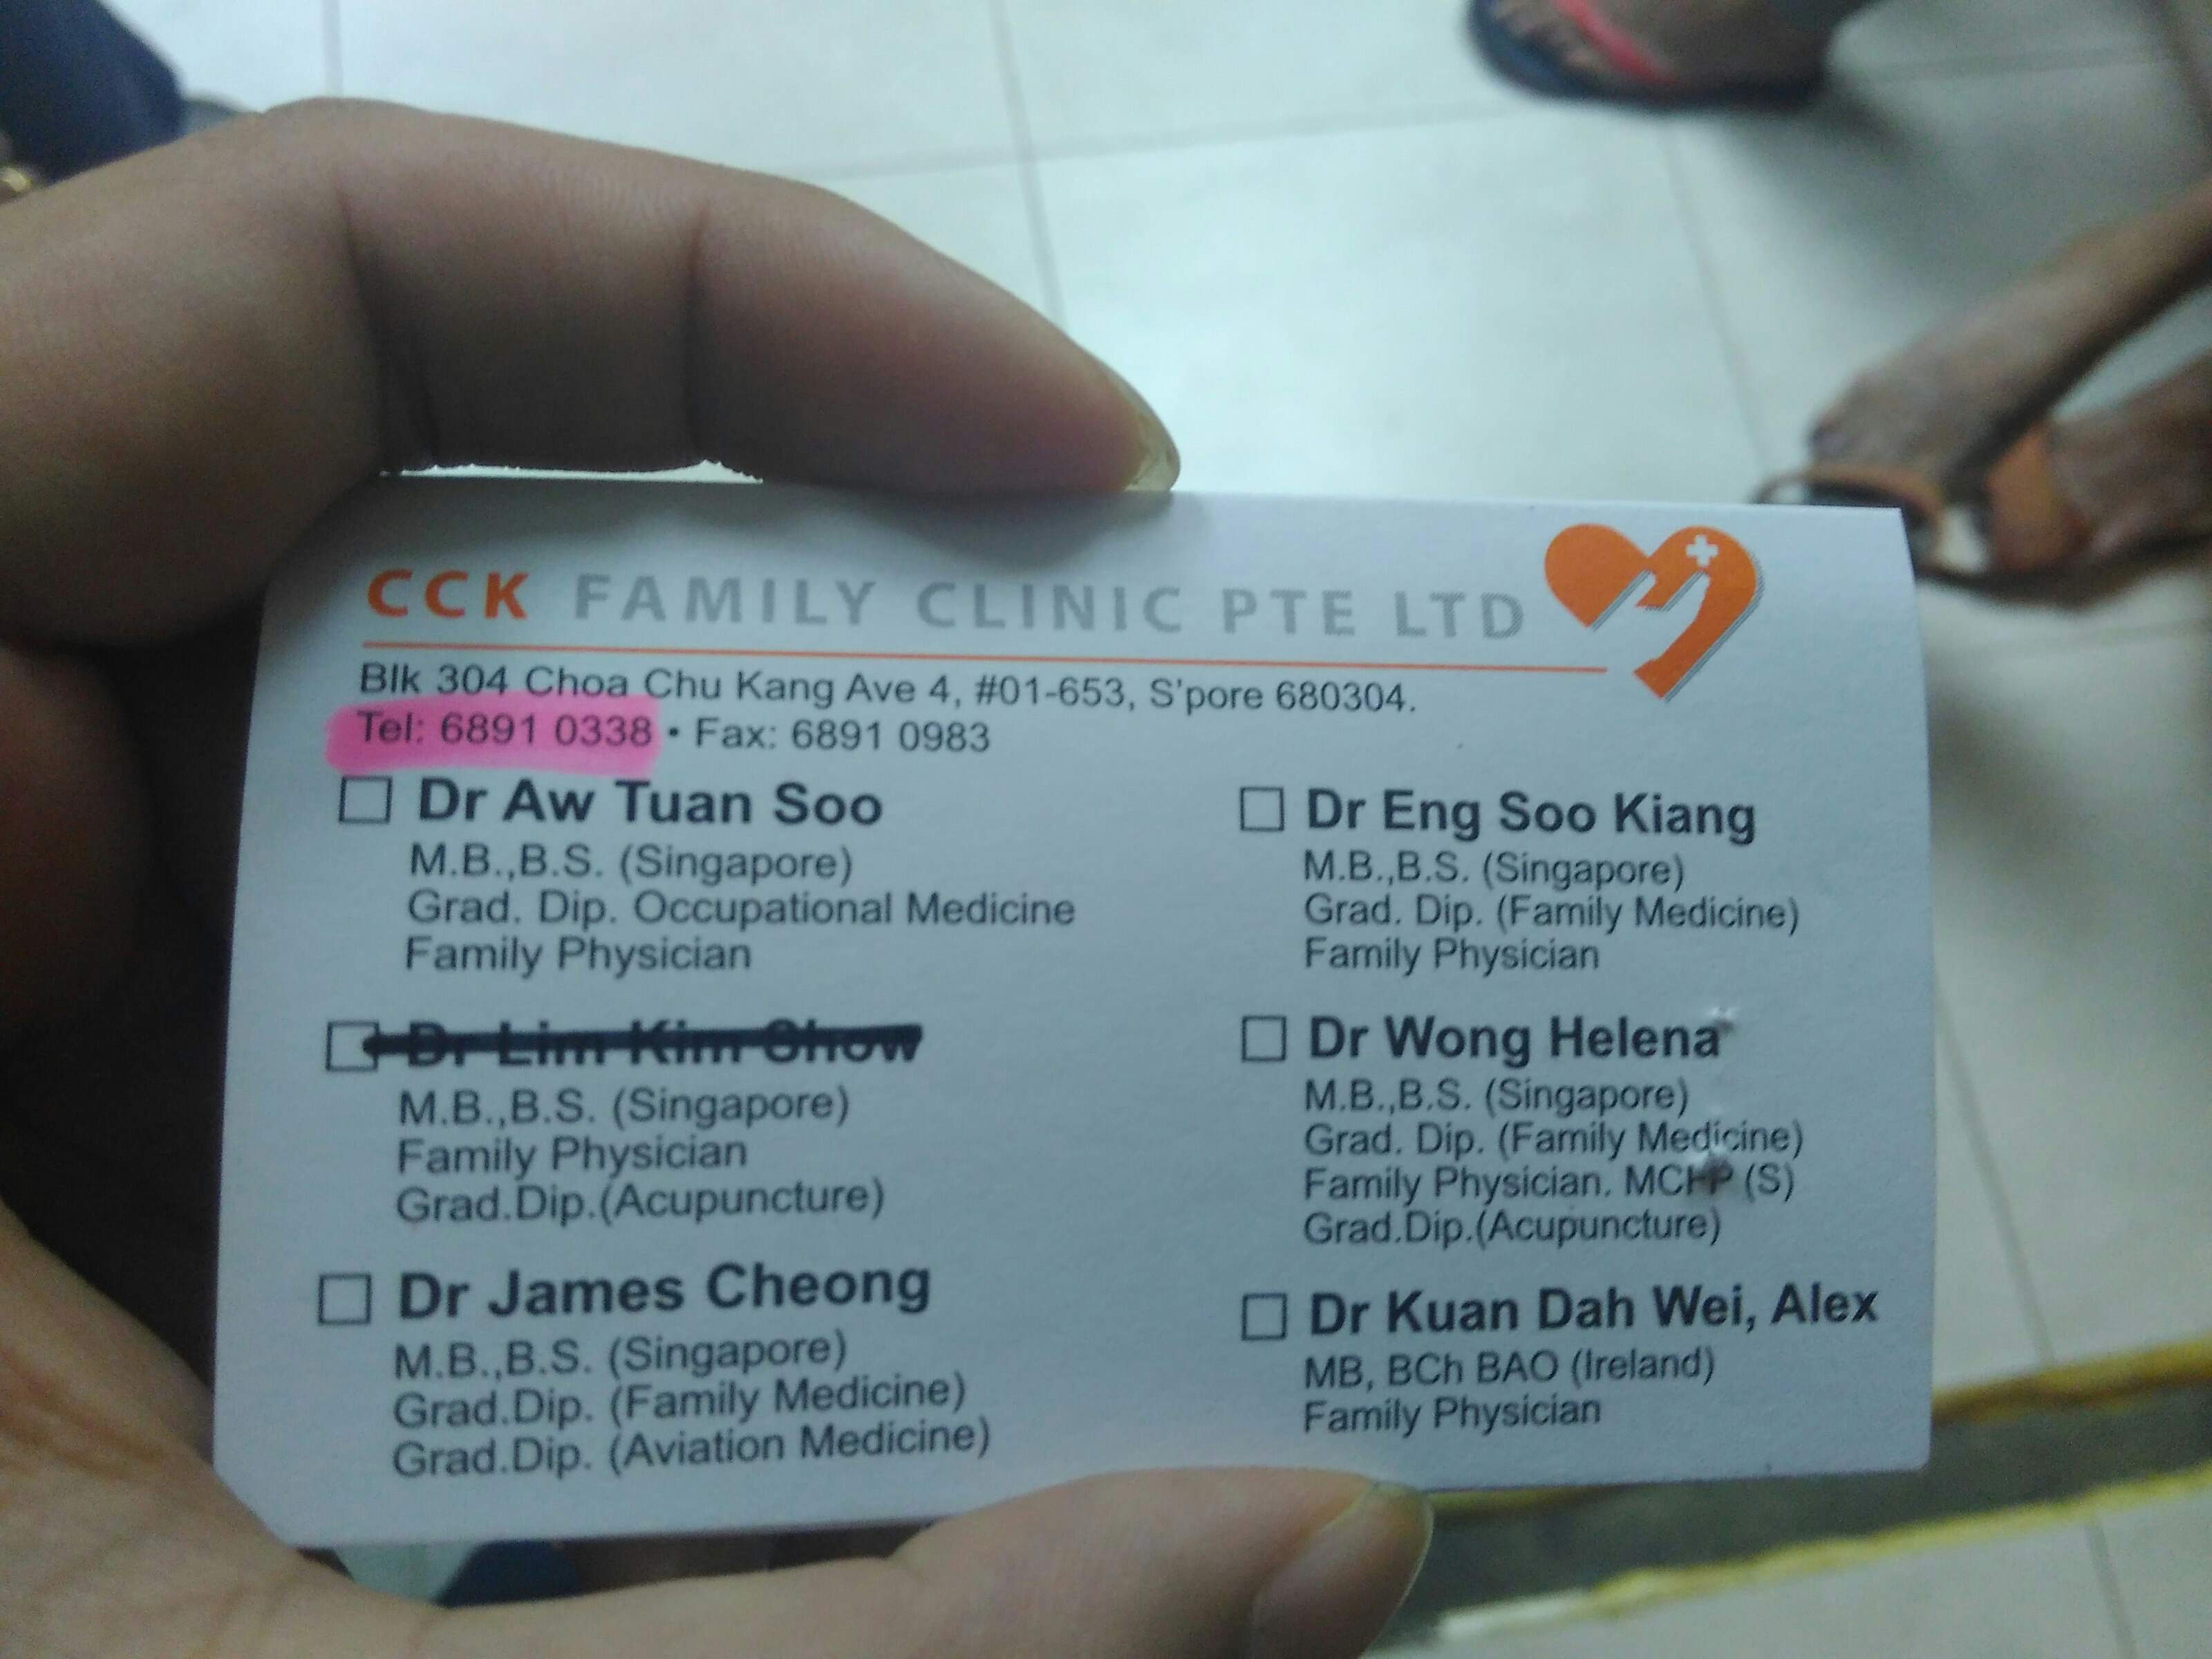 CCK FAMILY CLINIC PTE LTD
Blk 304 Choa Chu Kang Ave 4, #01-653, S'pore 680304.
Tel: 6891 0338 • Fax: 6891 0983
Dr Aw Tuan Soo
M.B.,B.S. (Singapore)
Grad. Dip. Occupational Medicine
Family Physician
Dr Lim Kim Show
M.B.,B.S. (Singapore)
Family Physician
Grad.Dip.(Acupuncture)
Dr James Cheong
M.B.,B.S. (Singapore)
Grad.Dip. (Family Medicine)
Grad.Dip. (Aviation Medicine)
Dr Eng Soo Kiang
M.B.,B.S. (Singapore)
Grad. Dip. (Family Medicine)
Family Physician
Dr Wong Helena
M.B.,B.S. (Singapore)
Grad. Dip. (Family Medicine)
Family Physician. (S)
Grad.Dip.(Acupuncture)
Dr Kuan Dah Wei, Alex
MB, BCh BAO (Ireland)
Family Physician